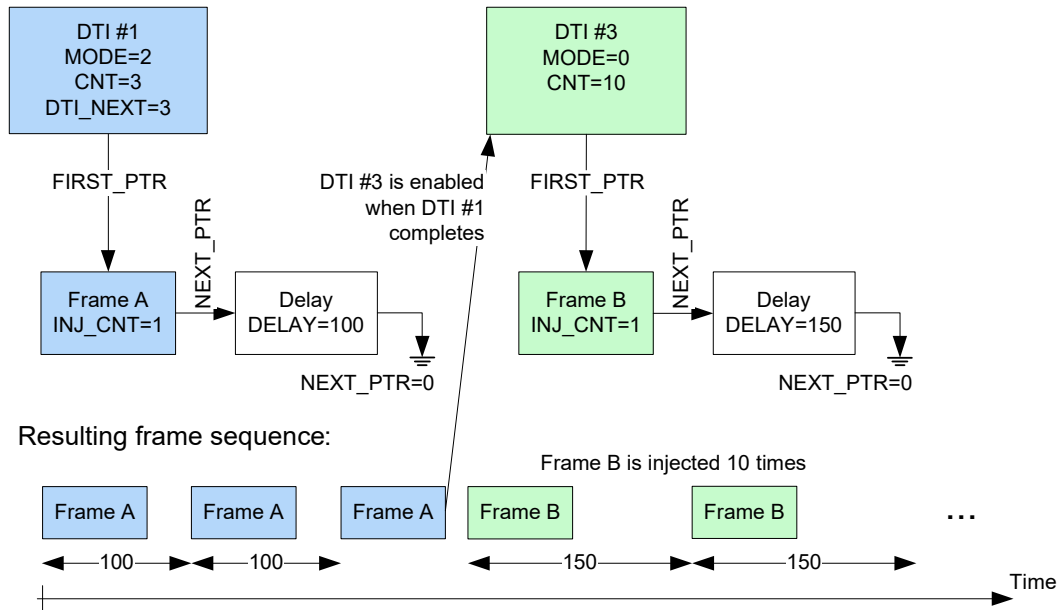 DTI #1
MODE=2
CNT=3
DTI_NEXT=3
DTI #3
MODE=0
CNT=10
FIRST_PTR
DTI #3 is enabled
when DTI #1
completes
FIRST_PTR
NEXT_PTR
NEXT_PTR
Frame A
INJ_CNT=1
Delay
DELAY=100
Frame B
INJ_CNT=1
Delay
DELAY=150
NEXT_PTR=0
NEXT_PTR=0
Resulting frame sequence:
Frame B is injected 10 times
Frame A
Frame A
Frame A
Frame B
Frame B
...
100
100
150
150
Time